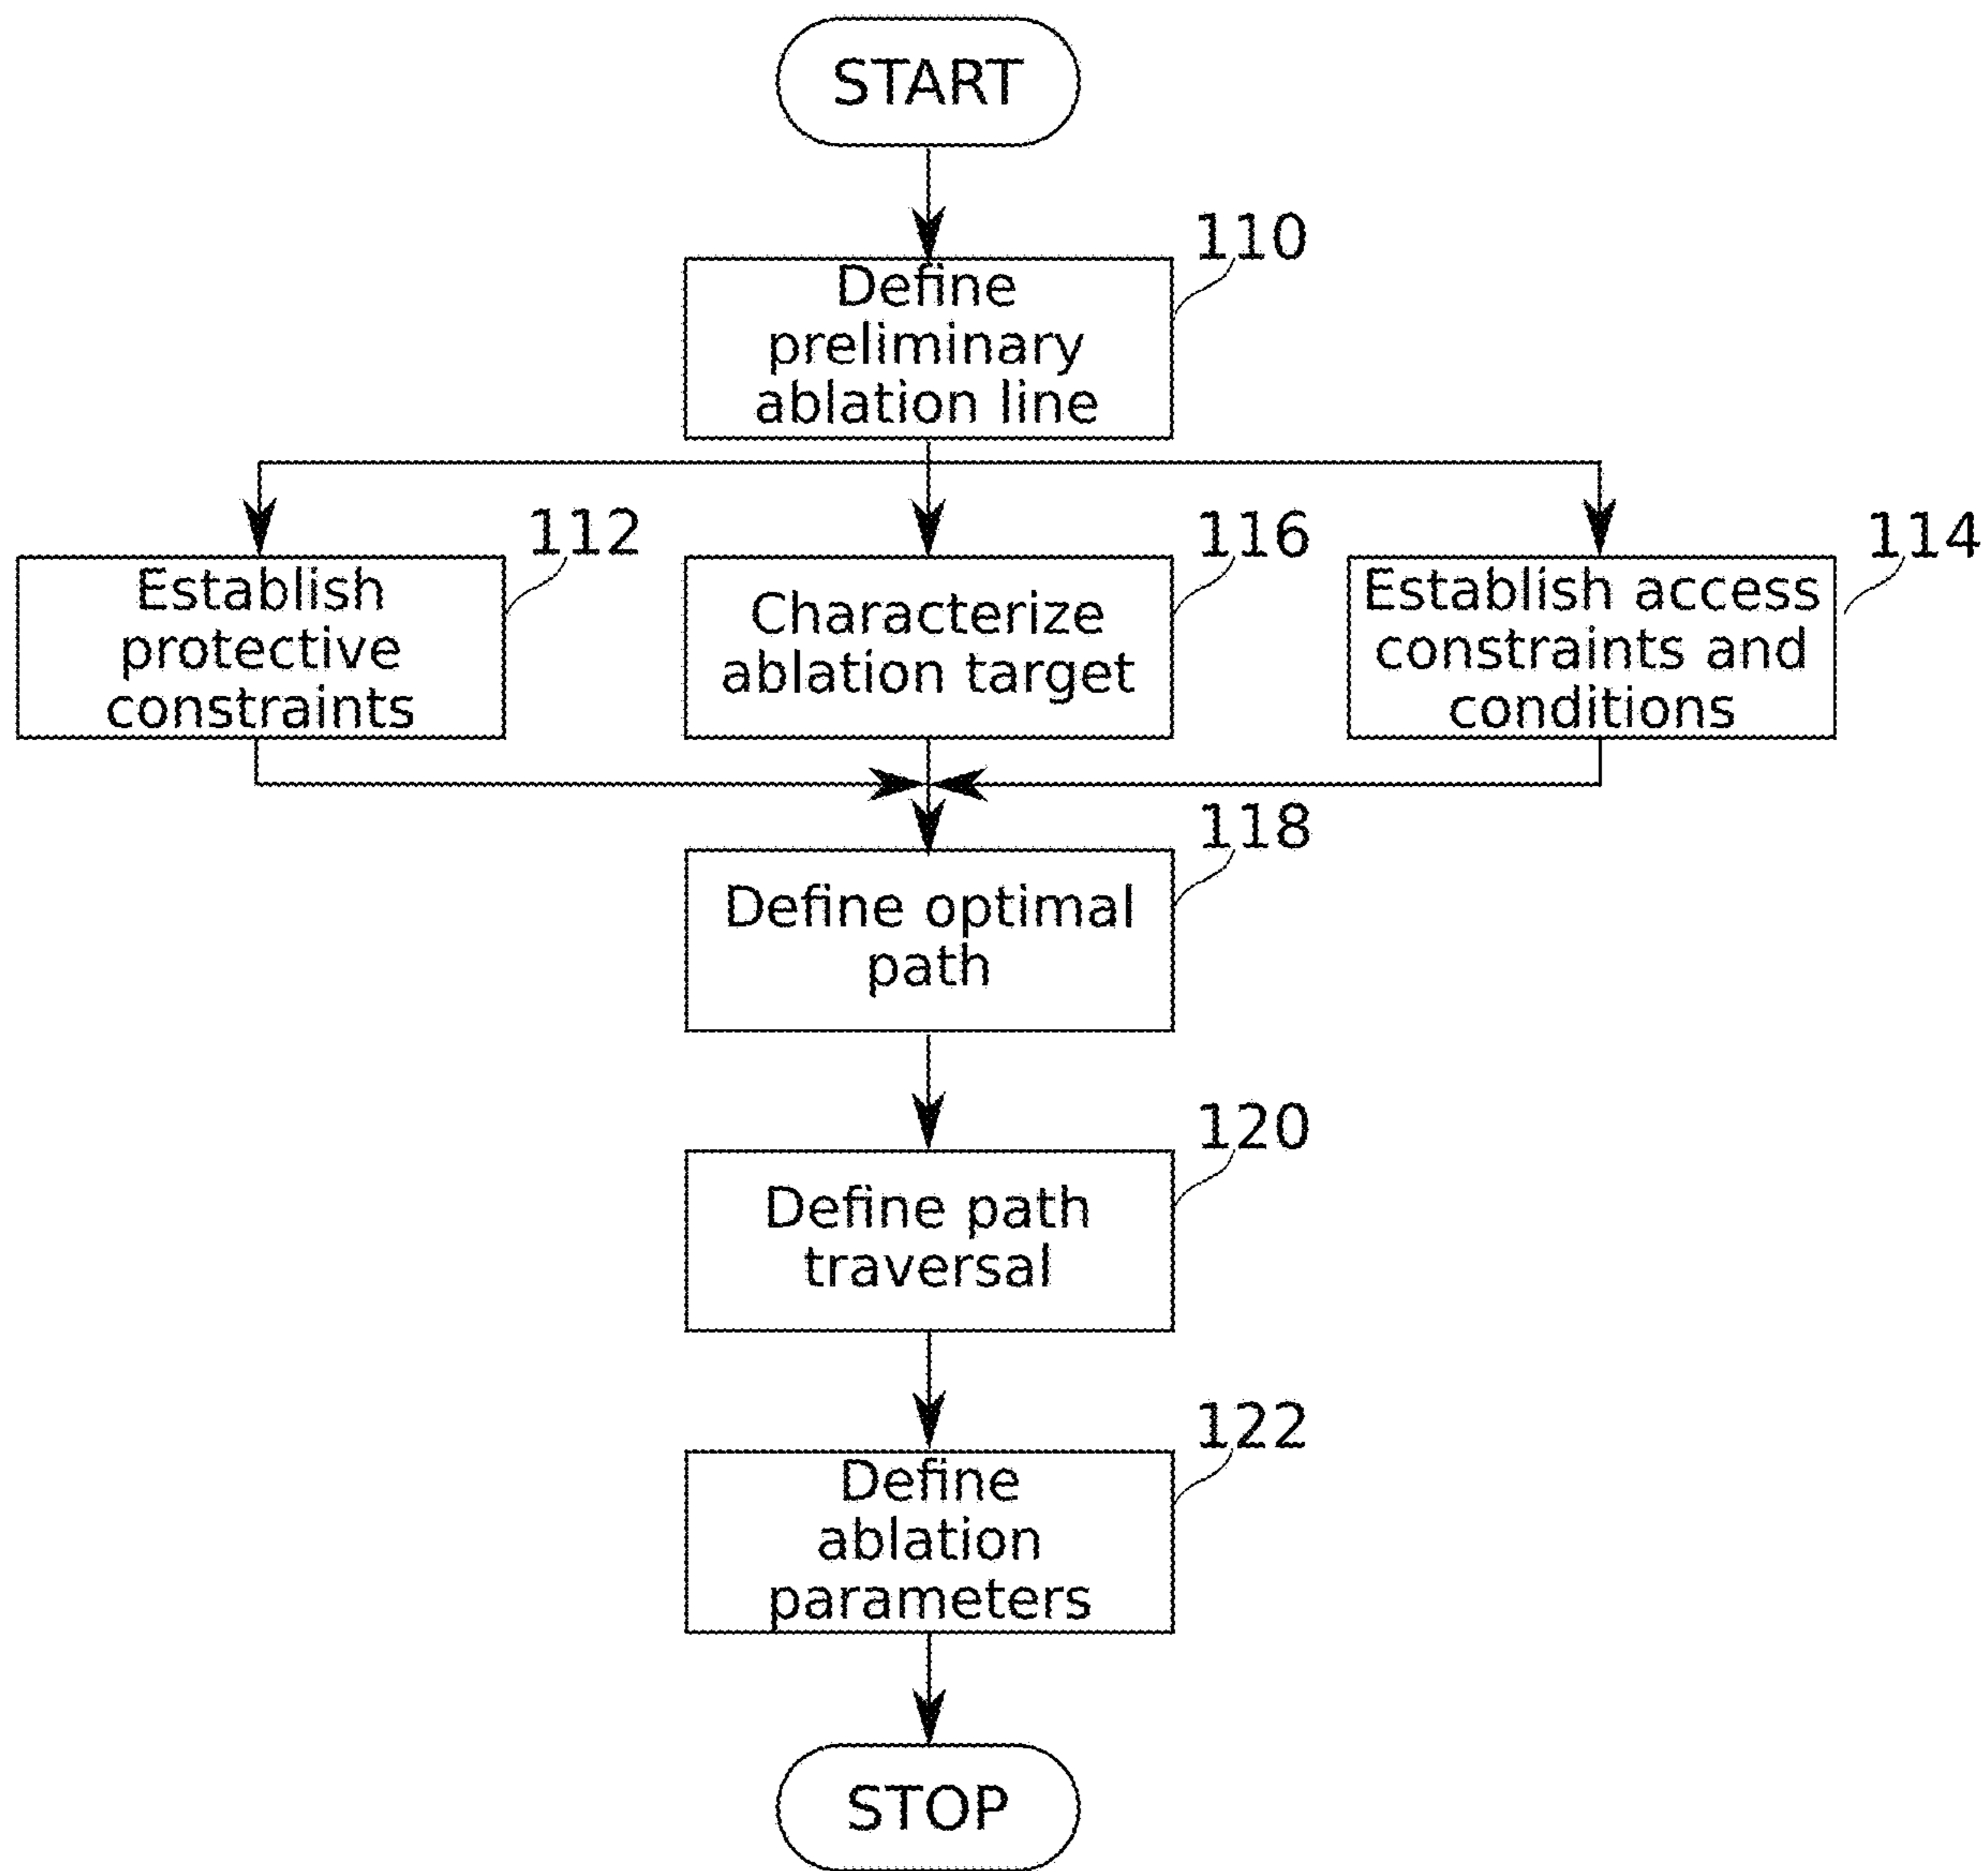 START
110
Define
preliminary
ablation line
112
Establish
protective
constraints
116
Characterize
ablation target
114
Establish access
constraints and
conditions
118
Define optimal
path
120
Define path
traversal
122
Define
ablation
parameters
STOP